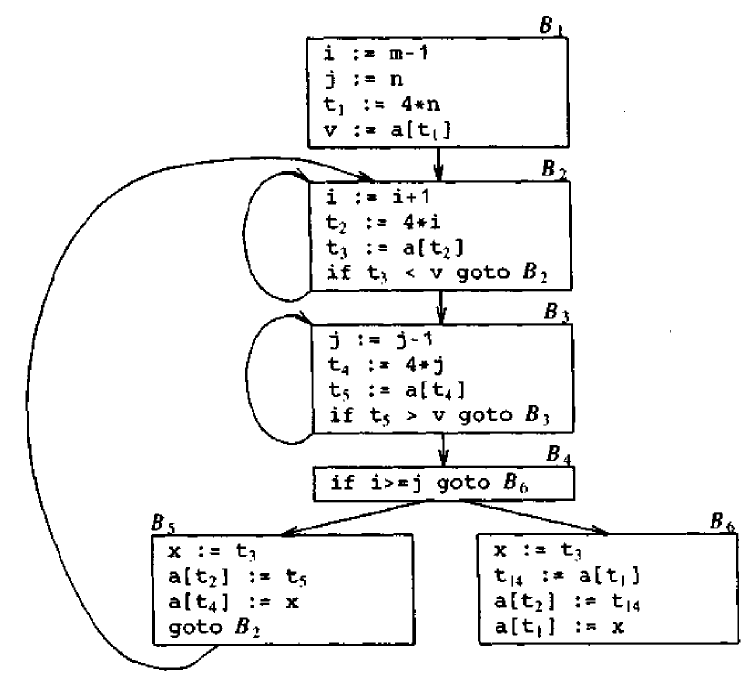 B₁
i := m-1
j := n
t₁ := 4*n
v := a[t₁]
B₂
i := i+1
t₂ := 4*i
t₃ := a[t₂]
if t₃ < v goto B₂
B₃
j := j-1
t₄ := 4*j
t₅ := a[t₄]
if t₅ > v goto B₃
B₄
if i>=j goto B₆
B₅
x := t₃
a[t₂] := t₅
a[t₄] := x
goto B₂
B₆
x := t₃
t₁₄ := a[t₁]
a[t₂] := t₁₄
a[t₁] := x